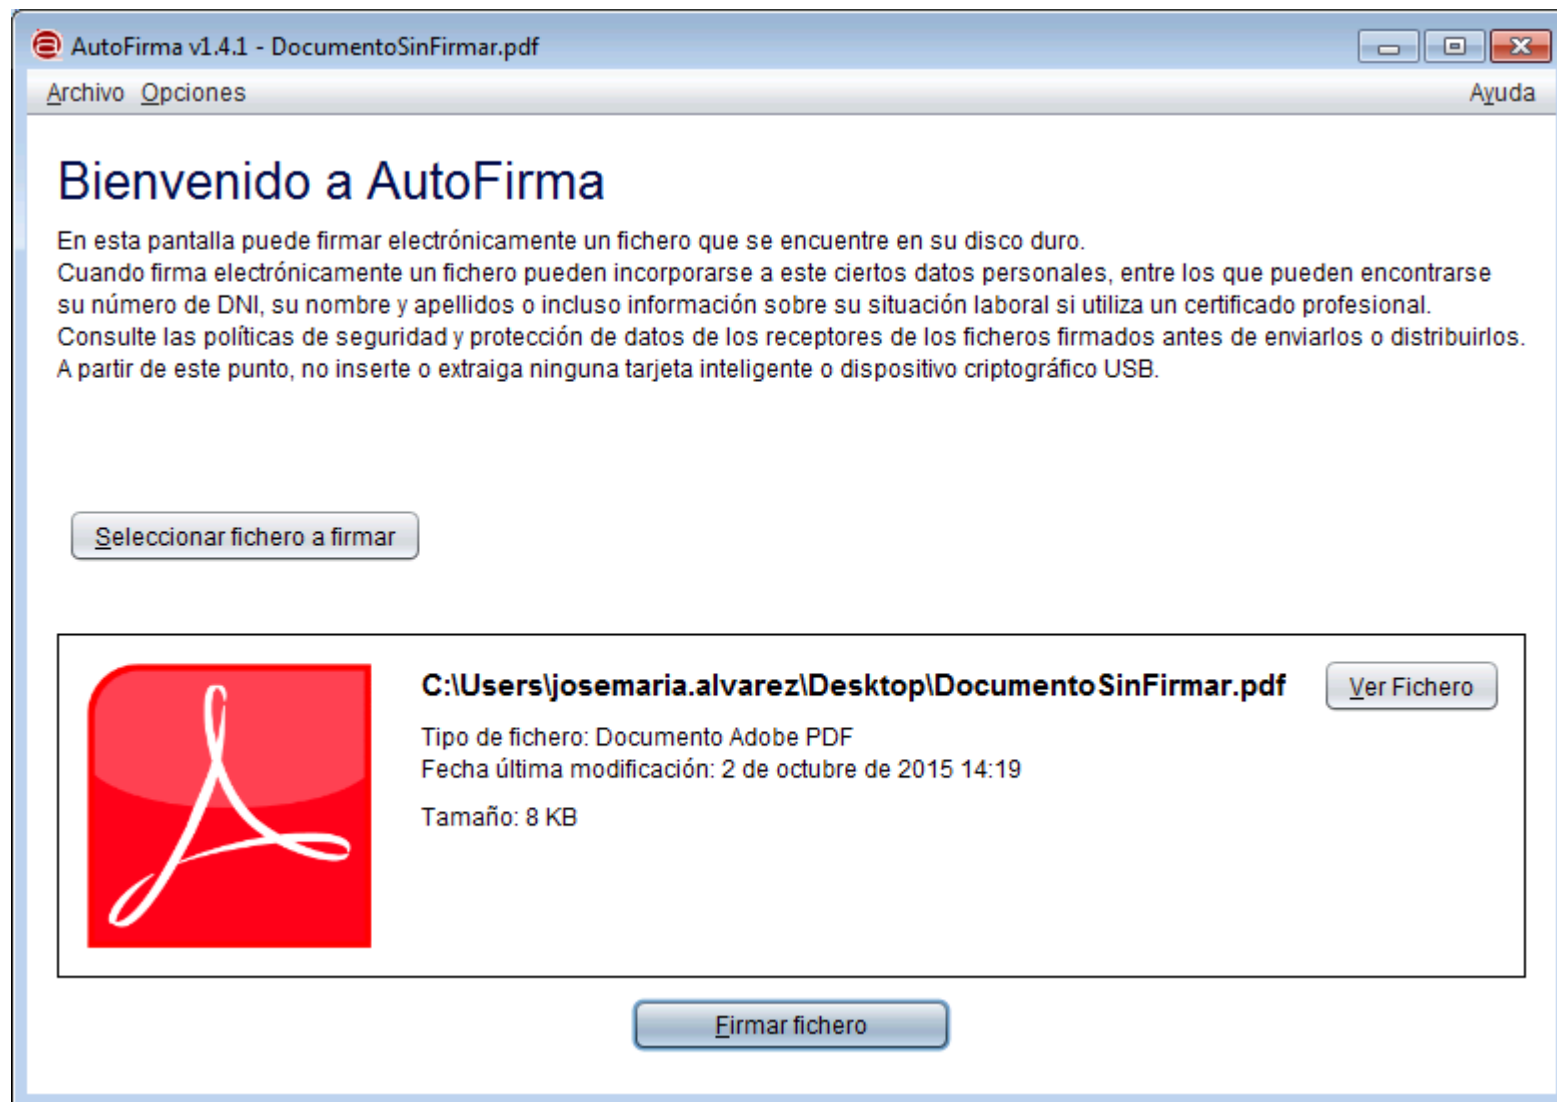 AutoFirma v1.4.1 - DocumentoSinFirmar.pdf
Archivo Opciones Ayuda
Bienvenido a AutoFirma
En esta pantalla puede firmar electrónicamente un fichero que se encuentre en su disco duro.
Cuando firma electrónicamente un fichero pueden incorporarse a este ciertos datos personales, entre los que pueden encontrarse
su número de DNI, su nombre y apellidos o incluso información sobre su situación laboral si utiliza un certificado profesional.
Consulte las políticas de seguridad y protección de datos de los receptores de los ficheros firmados antes de enviarlos o distribuirlos.
A partir de este punto, no inserte o extraiga ninguna tarjeta inteligente o dispositivo criptográfico USB.
Seleccionar fichero a firmar
C:\Users\josemaria.alvarez\Desktop\DocumentoSinFirmar.pdf
Ver Fichero
Tipo de fichero: Documento Adobe PDF
Fecha última modificación: 2 de octubre de 2015 14:19
Tamaño: 8 KB
Firmar fichero